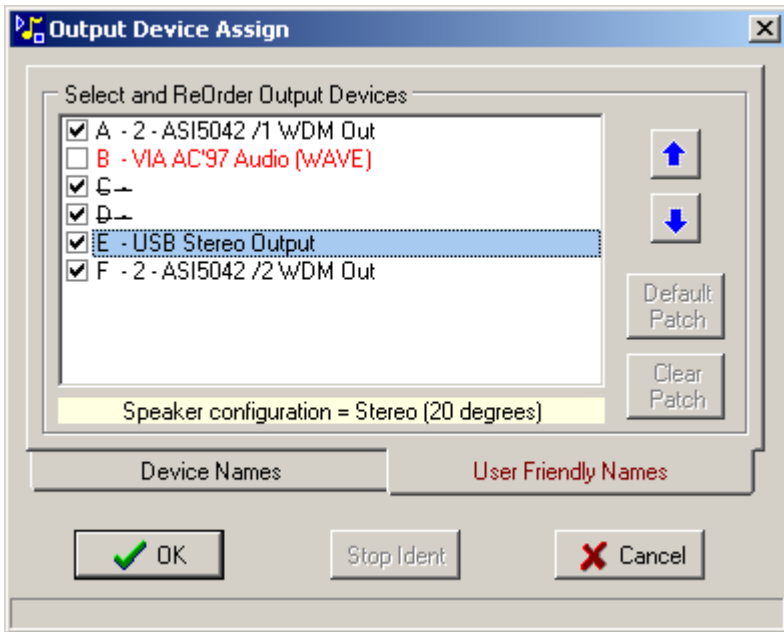 Output Device Assign
Select and ReOrder Output Devices
A - 2 - ASI5042 /1 WDM Out
B - VIA AC'97 Audio (WAVE)
C -
D -
E - USB Stereo Output
F - 2 - ASI5042 /2 WDM Out
Default
Patch
Clear
Patch
Speaker configuration = Stereo (20 degrees)
Device Names
User Friendly Names
OK
Stop Ident
Cancel